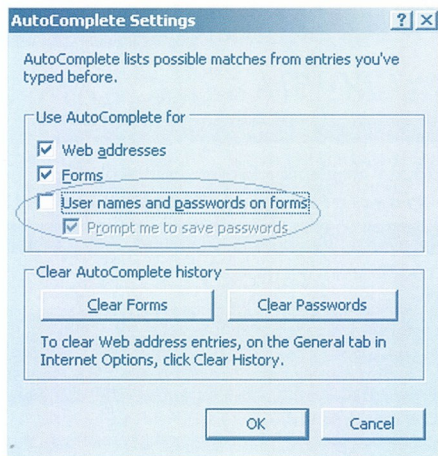 AutoComplete Settings
AutoComplete lists possible matches from entries you've
typed before.
Use AutoComplete for
Web addresses
Forms
User names and passwords on forms
Prompt me to save passwords
Clear AutoComplete history
Clear Forms
Clear Passwords
To clear Web address entries, on the General tab in
Internet Options, click Clear History.
OK
Cancel